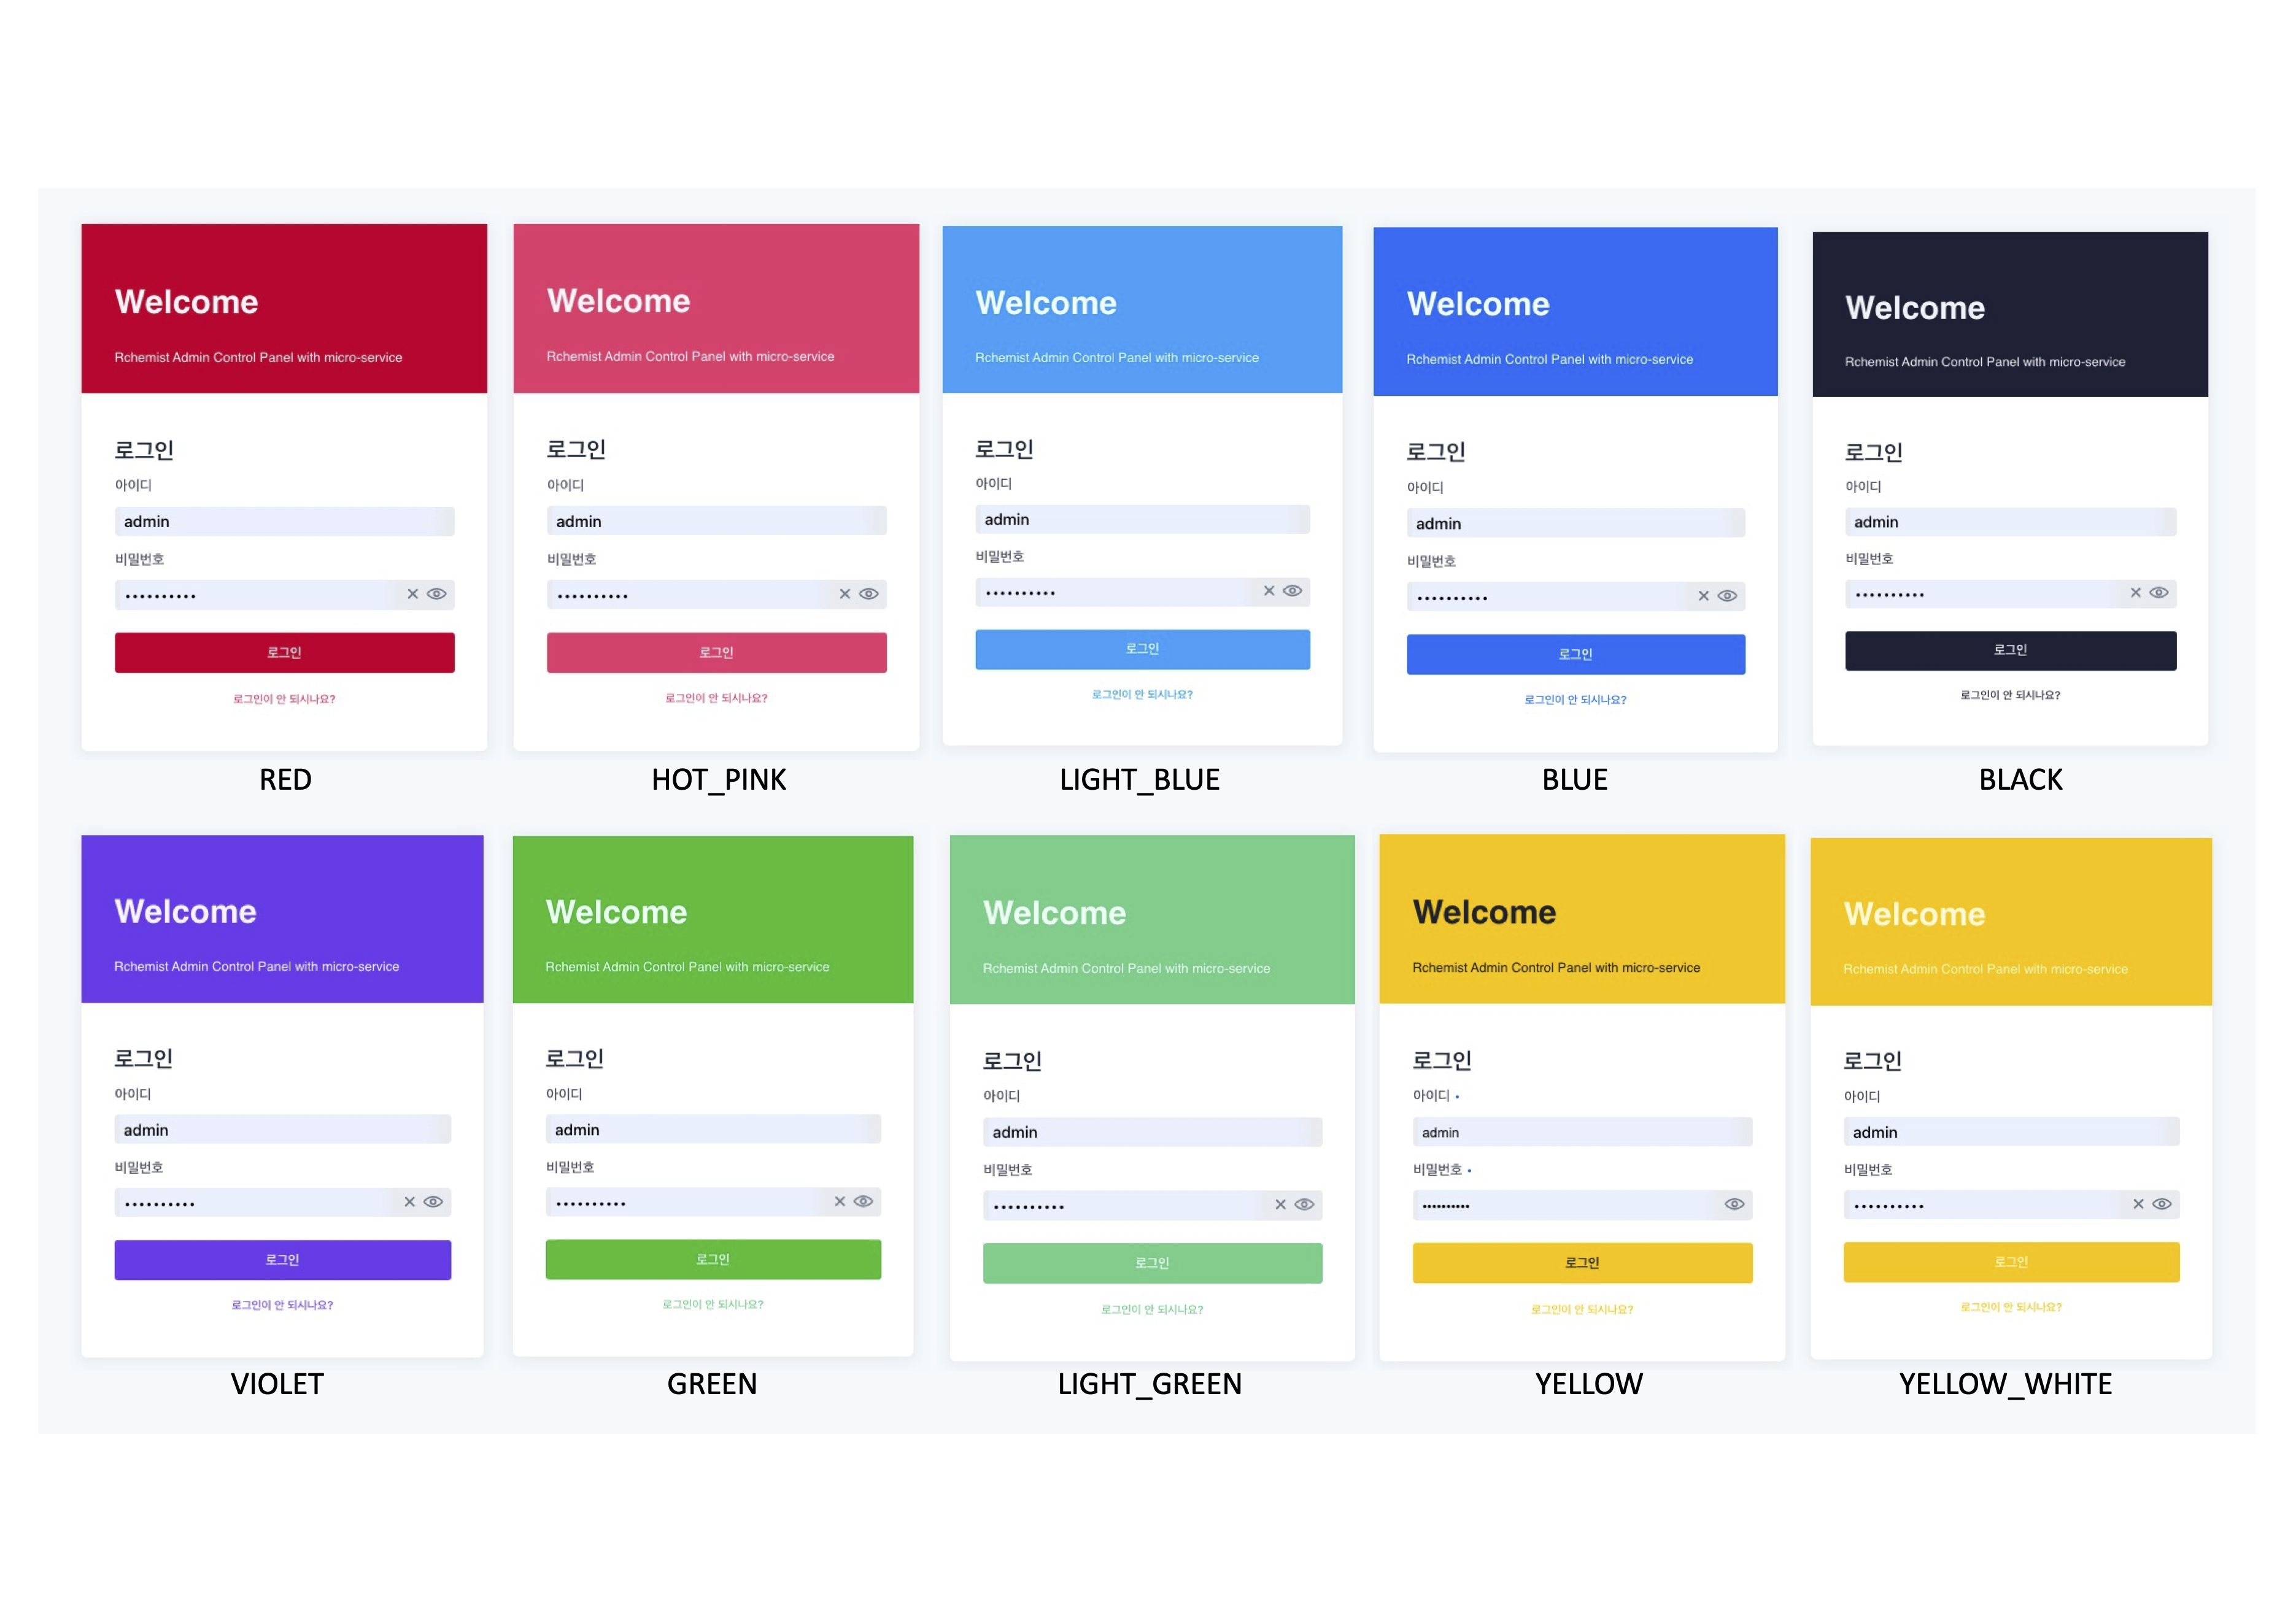 Welcome
Rchemist Admin Control Panel with micro-service
로그인
아이디
admin
비밀번호
••••••••••
로그인
로그인이 안 되시나요?
RED
Welcome
Rchemist Admin Control Panel with micro-service
로그인
아이디
admin
비밀번호
••••••••••
로그인
로그인이 안 되시나요?
HOT_PINK
Welcome
Rchemist Admin Control Panel with micro-service
로그인
아이디
admin
비밀번호
••••••••••
로그인
로그인이 안 되시나요?
LIGHT_BLUE
Welcome
Rchemist Admin Control Panel with micro-service
로그인
아이디
admin
비밀번호
••••••••••
로그인
로그인이 안 되시나요?
BLUE
Welcome
Rchemist Admin Control Panel with micro-service
로그인
아이디
admin
비밀번호
••••••••••
로그인
로그인이 안 되시나요?
BLACK
Welcome
Rchemist Admin Control Panel with micro-service
로그인
아이디
admin
비밀번호
••••••••••
로그인
로그인이 안 되시나요?
VIOLET
Welcome
Rchemist Admin Control Panel with micro-service
로그인
아이디
admin
비밀번호
••••••••••
로그인
로그인이 안 되시나요?
GREEN
Welcome
Rchemist Admin Control Panel with micro-service
로그인
아이디
admin
비밀번호
••••••••••
로그인
로그인이 안 되시나요?
LIGHT_GREEN
Welcome
Rchemist Admin Control Panel with micro-service
로그인
아이디 •
admin
비밀번호 •
••••••••••
로그인
로그인이 안 되시나요?
YELLOW
Welcome
Rchemist Admin Control Panel with micro-service
로그인
아이디
admin
비밀번호
••••••••••
로그인
로그인이 안 되시나요?
YELLOW_WHITE